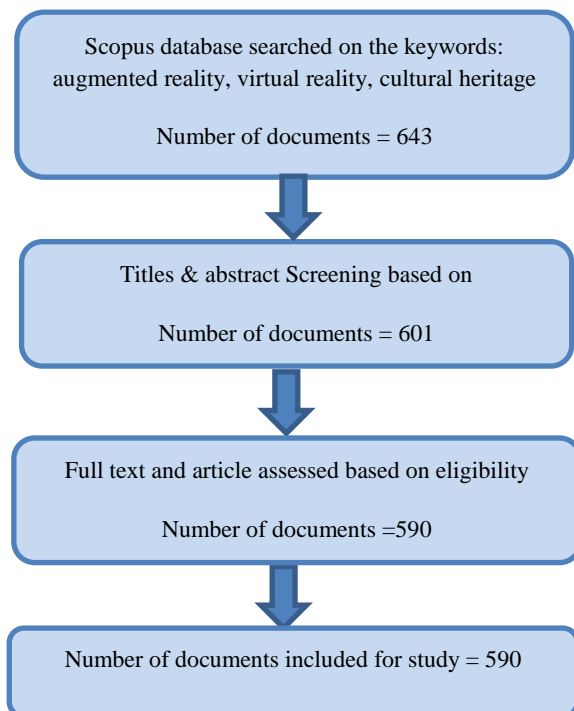 Scopus database searched on the keywords:
augmented reality, virtual reality, cultural heritage
Number of documents = 643
Titles & abstract Screening based on
Number of documents = 601
Full text and article assessed based on eligibility
Number of documents =590
Number of documents included for study = 590